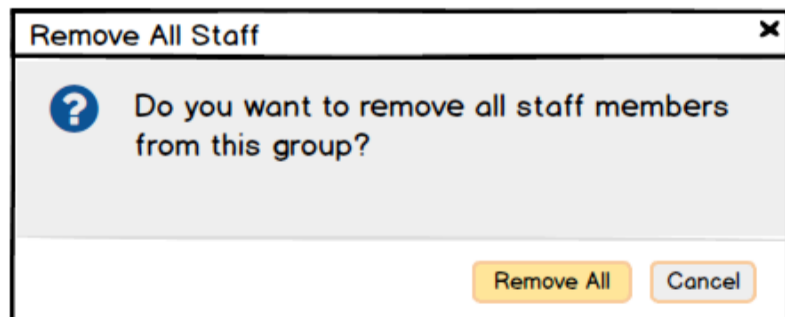 Remove All Staff
Do you want to remove all staff members
from this group?
Remove All
Cancel